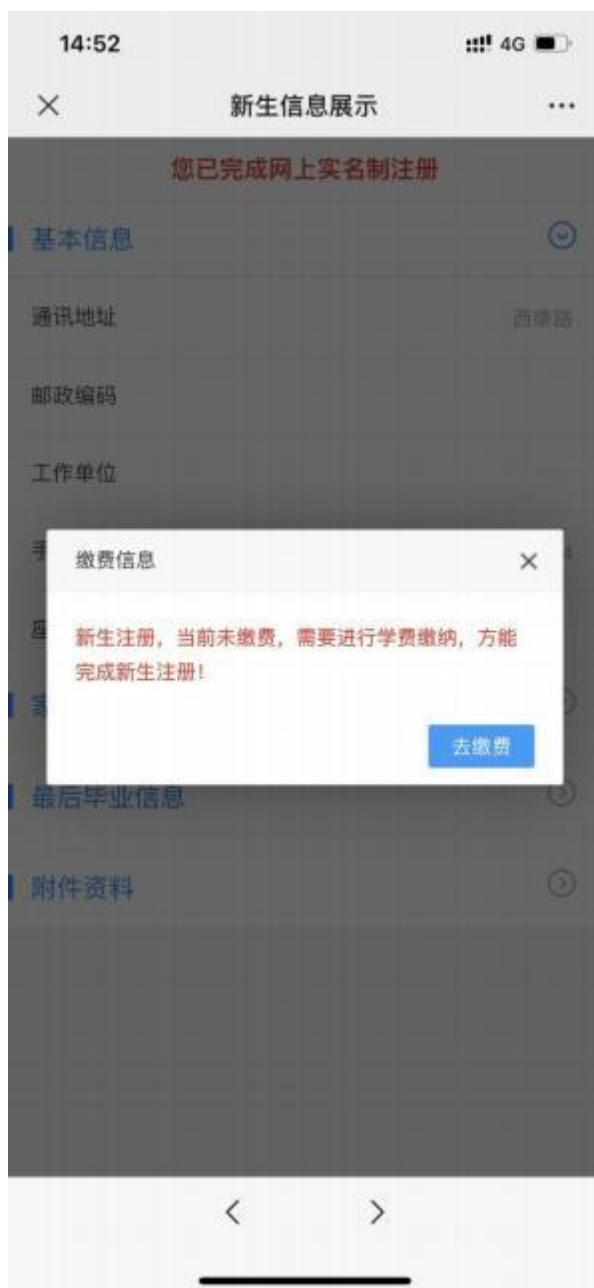 14:52
4G
新生信息展示
您已完成网上实名制注册
基本信息
通讯地址 西康路
邮政编码
工作单位
缴费信息
新生注册，当前未缴费，需要进行学费缴纳，方能
完成新生注册！
去缴费
最后毕业信息
附件资料